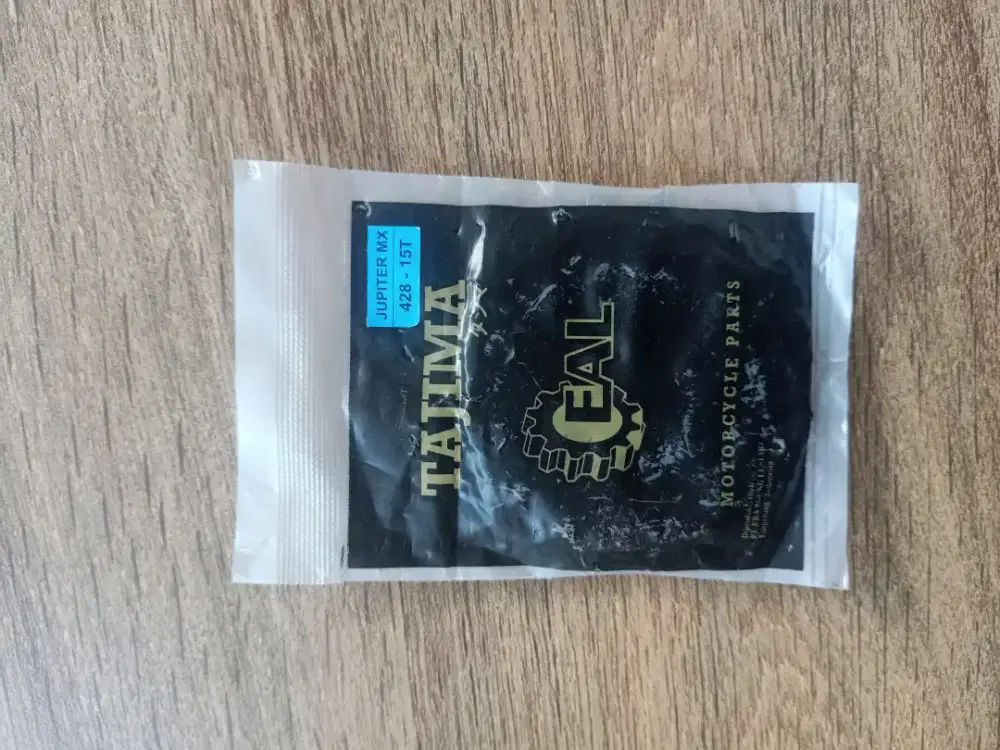 JUPITER MX
428 - 15T
TAJIMA
EAL
MOTORCYCLE PARTS